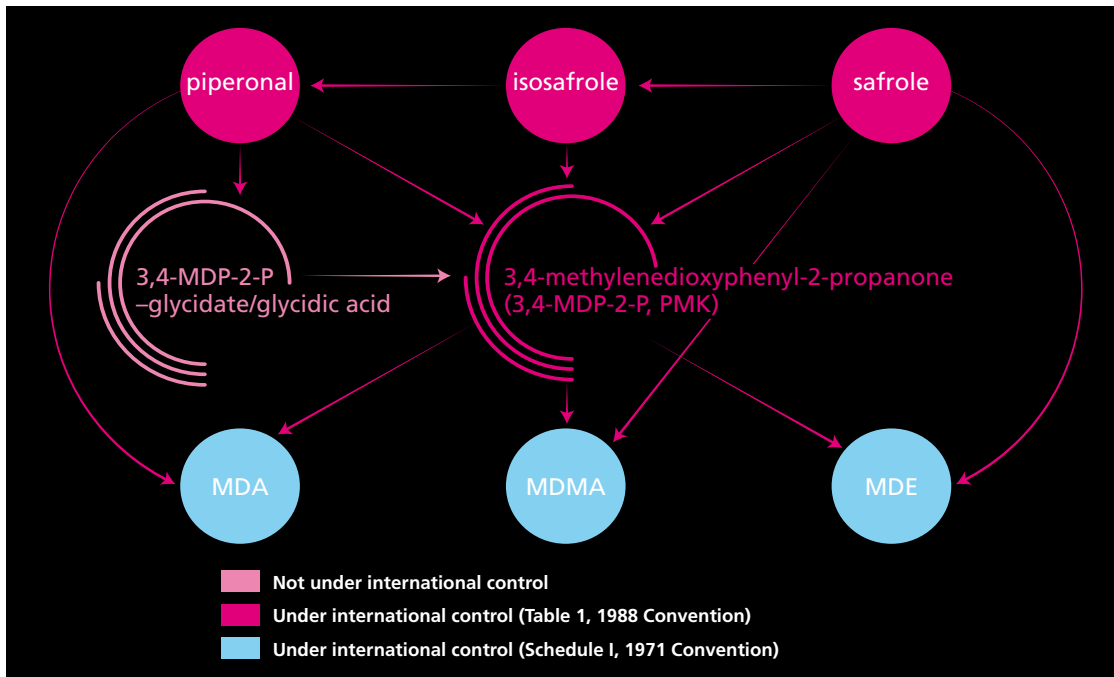 piperonal
isosafrole
safrole
3,4-MDP-2-P
–glycidate/glycidic acid
3,4-methylenedioxyphenyl-2-propanone
(3,4-MDP-2-P, PMK)
MDA
MDMA
MDE
Not under international control
Under international control (Table 1, 1988 Convention)
Under international control (Schedule I, 1971 Convention)